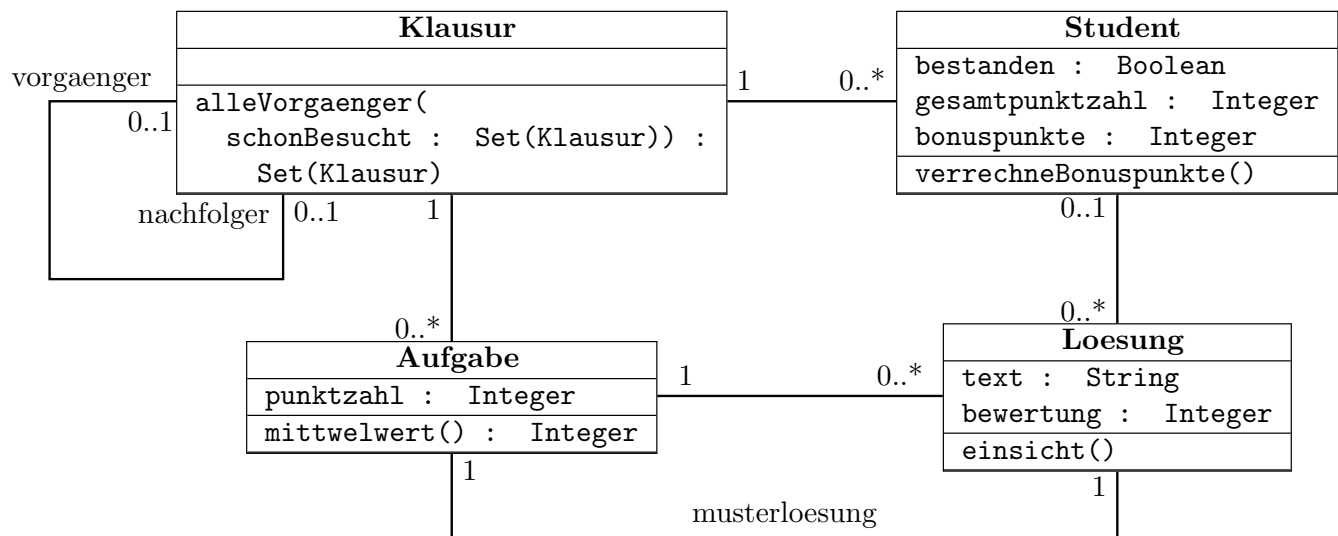 Klausur
vorgaenger
0..1
alleVorgaenger(
schonBesucht : Set(Klausur)) :
Set(Klausur)
nachfolger
0..1
1
1
0..*
Student
bestanden : Boolean
gesamtpunktzahl : Integer
bonuspunkte : Integer
verrechneBonuspunkte()
0..1
0..*
0..*
Aufgabe
punktzahl : Integer
mittwelwert() : Integer
1
1
0..*
Loesung
text : String
bewertung : Integer
einsicht()
1
musterloesung